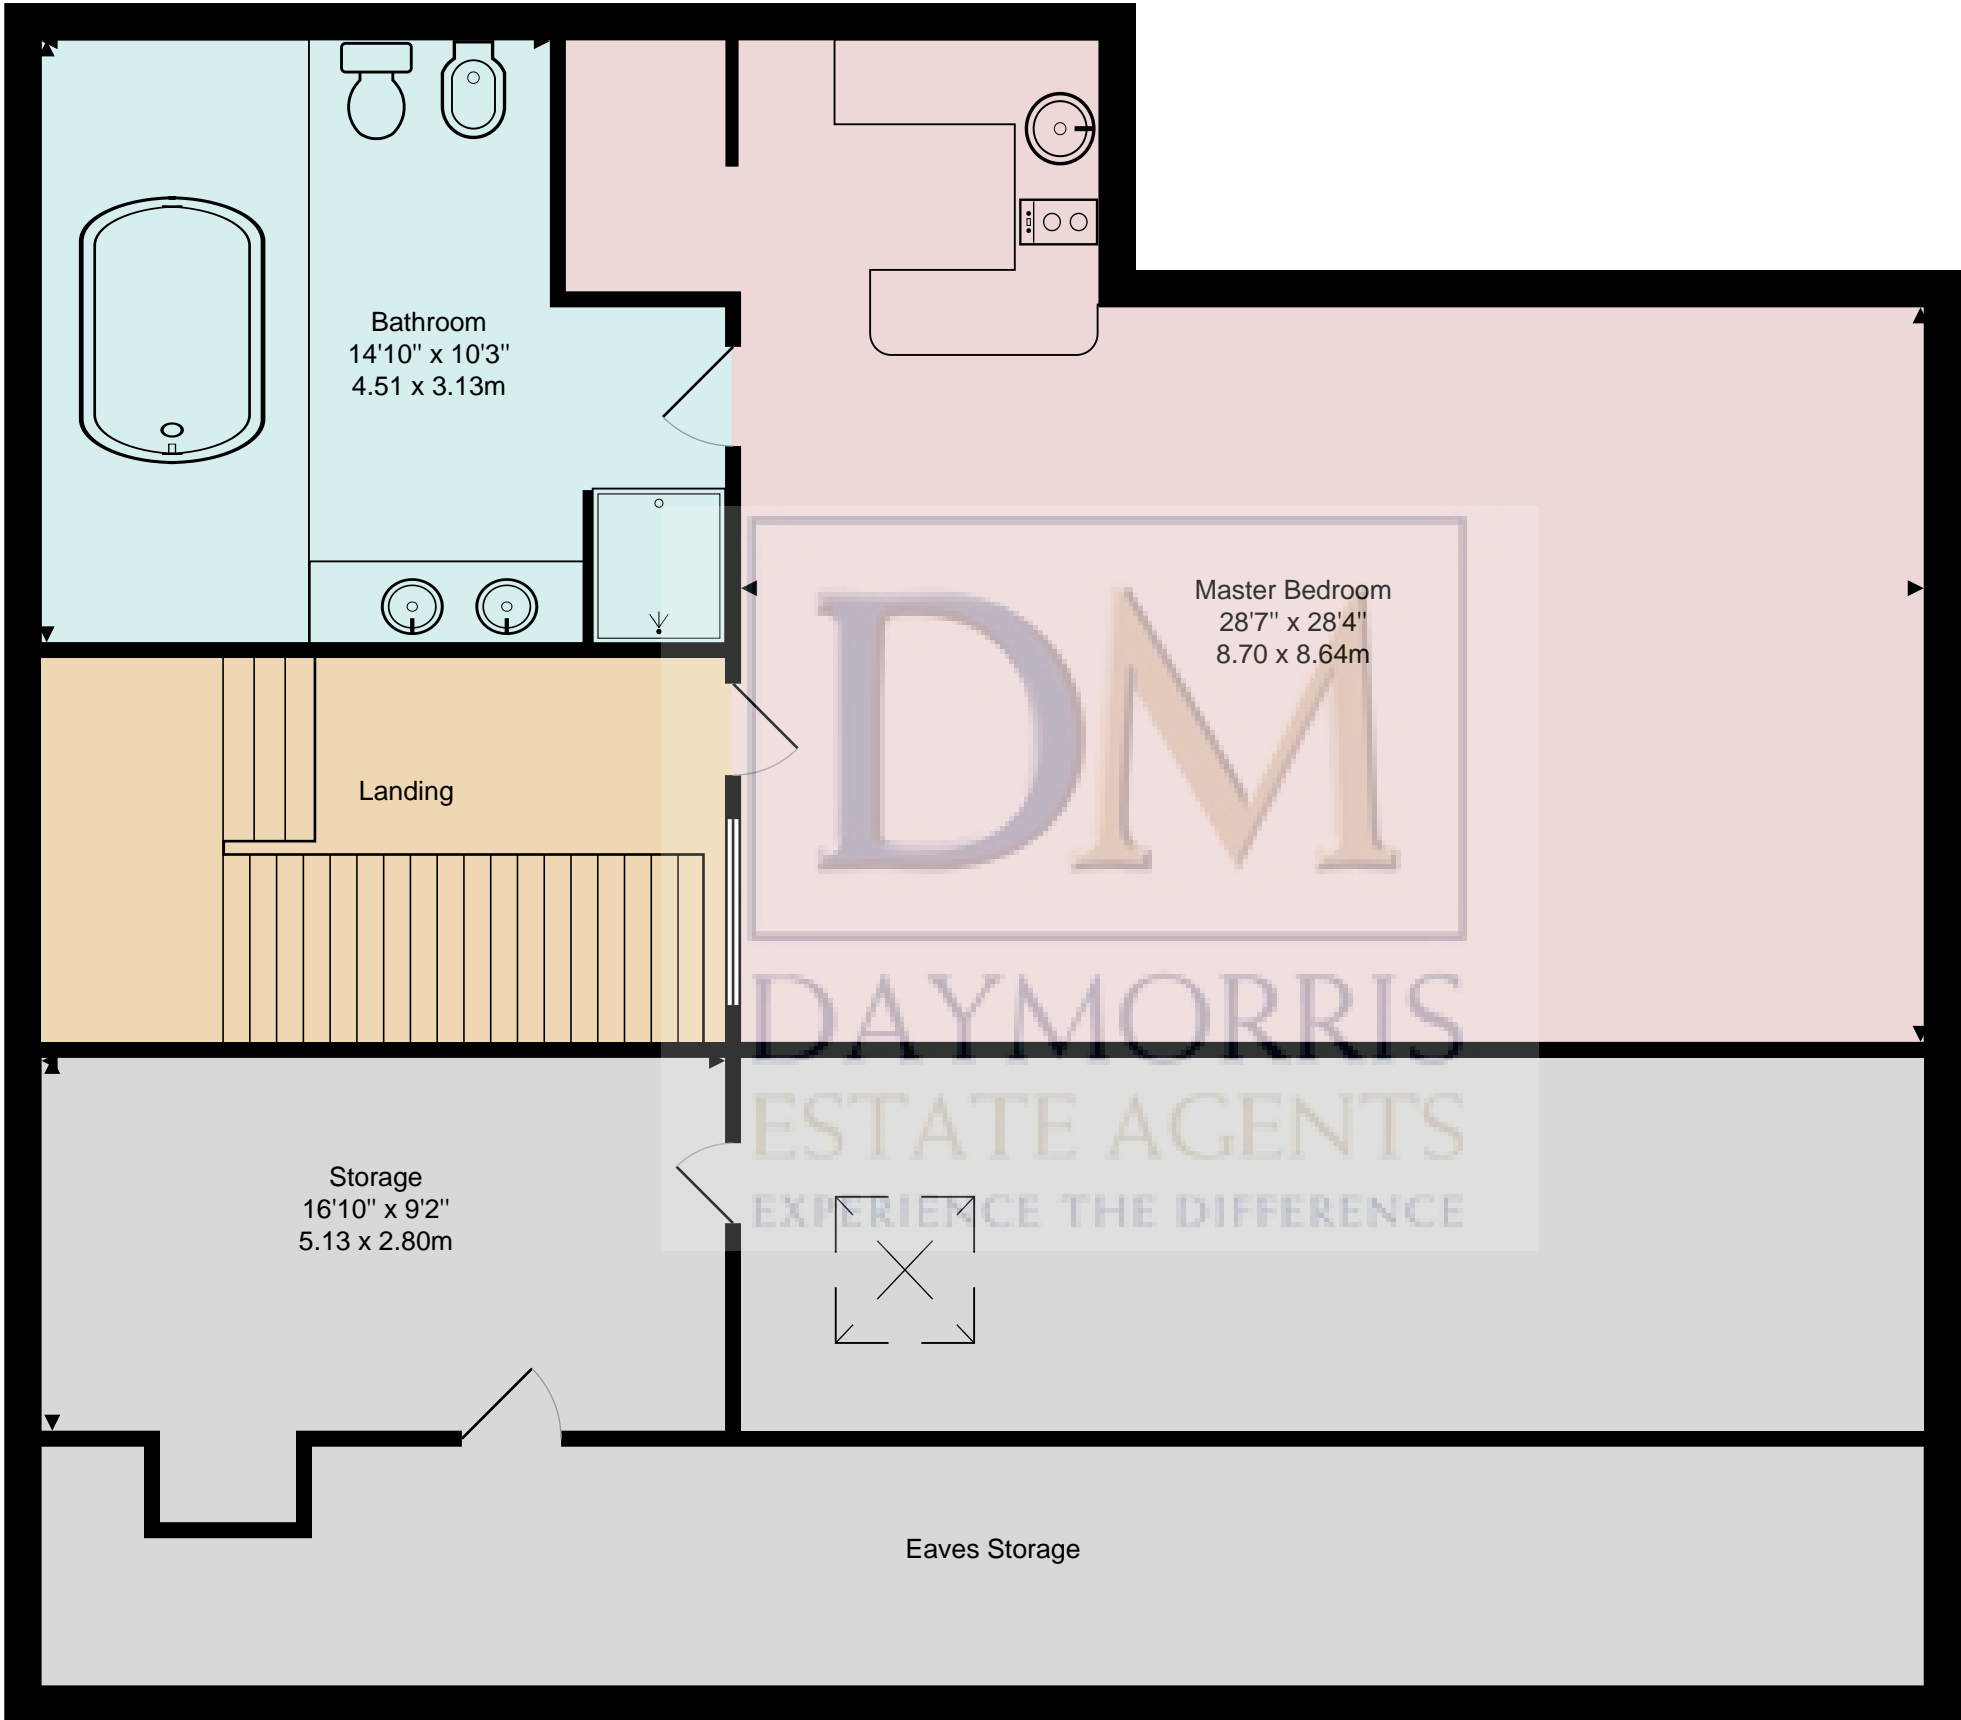 Bathroom
14'10" x 10'3"
4.51 x 3.13m
Master Bedroom
28'7" x 28'4"
8.70 x 8.64m
DM
Landing
DAYMORRIS
ESTATE AGENTS
EXPERIENCE THE DIFFERENCE
Storage
16'10" x 9'2"
5.13 x 2.80m
Eaves Storage